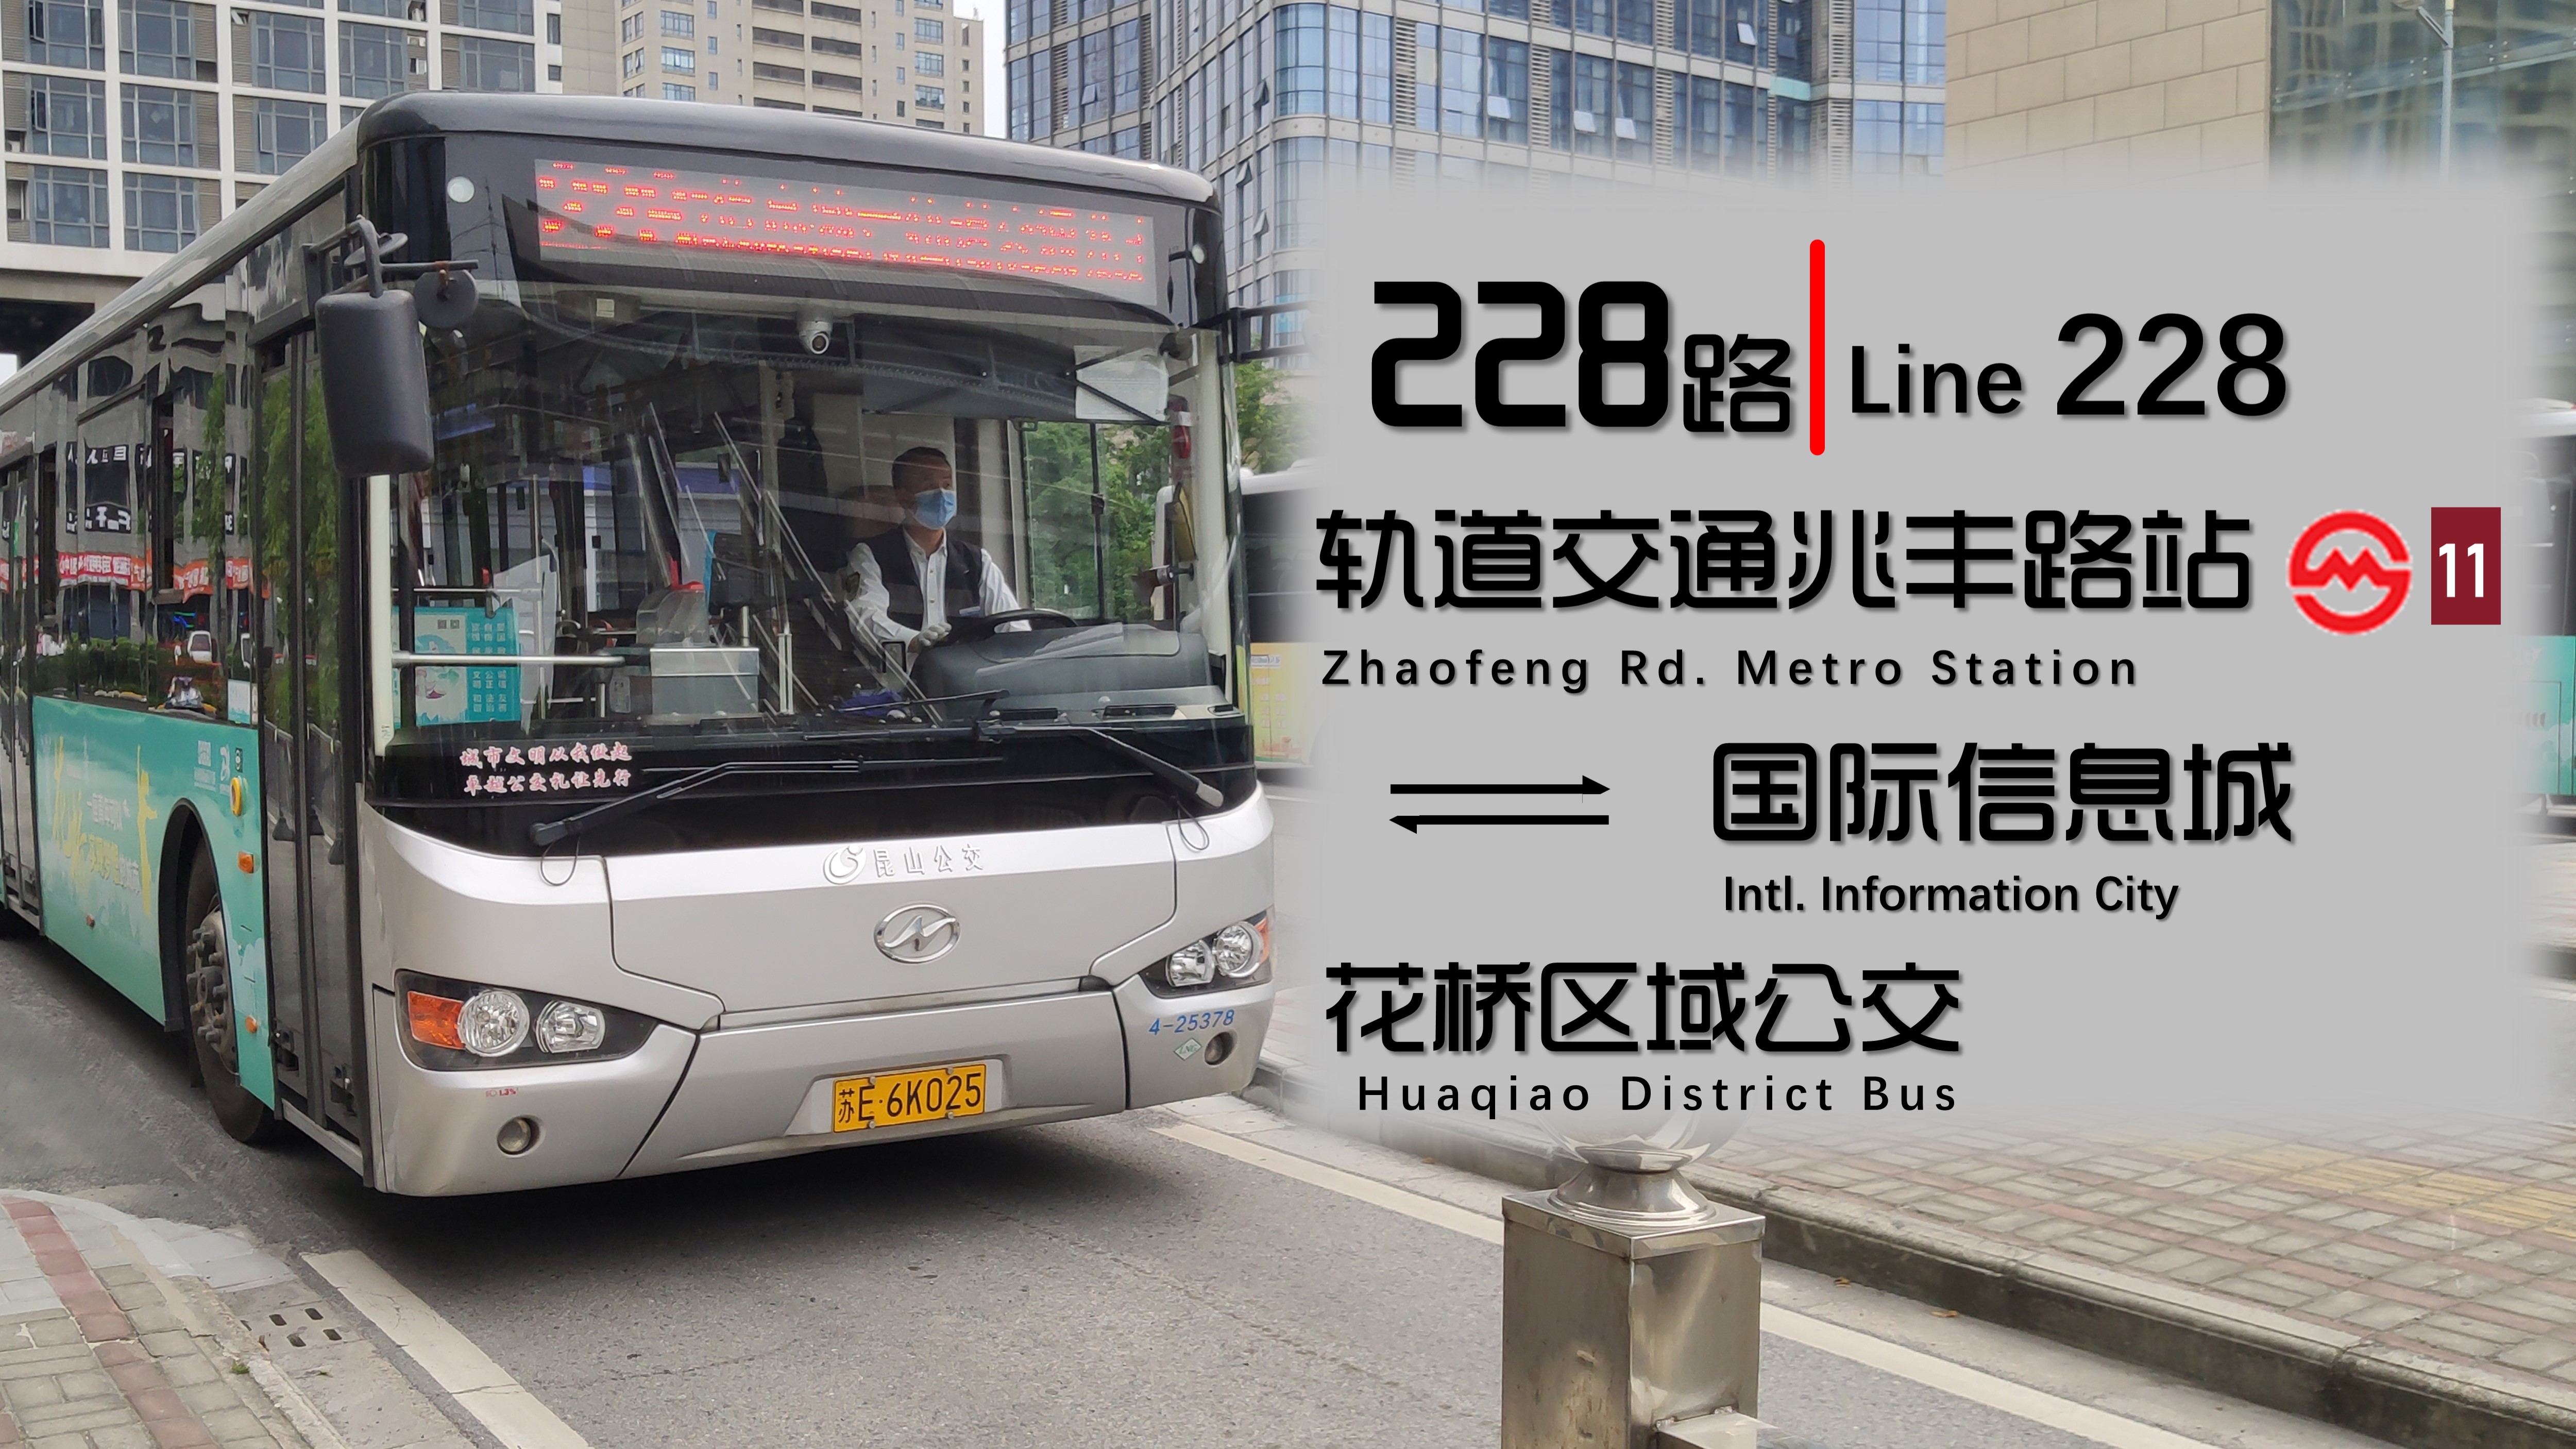 228路
Line 228
轨道交通兆丰路站
11
Zhaofeng Rd. Metro Station
国际信息城
Intl. Information City
花桥区域公交
Huaqiao District Bus
城市文明从我做起
卓越公交礼让先行
昆山公交
4-25378
苏E·6K025